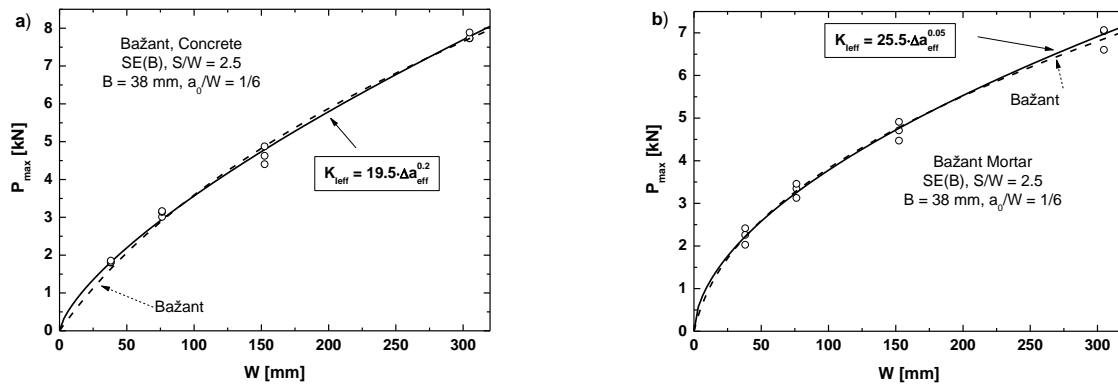 a)
8
7
6
5
4
3
2
1
0
P_max [kN]
Bažant, Concrete
SE(B), S/W = 2.5
B = 38 mm, a_0/W = 1/6
K_Ieff = 19.5·Δa_eff^0.2
Bažant
0 50 100 150 200 250 300
W [mm]
b)
7
6
5
4
3
2
1
0
P_max [kN]
K_Ieff = 25.5·Δa_eff^0.05
Bažant
Bažant Mortar
SE(B), S/W = 2.5
B = 38 mm, a_0/W = 1/6
0 50 100 150 200 250 300
W [mm]